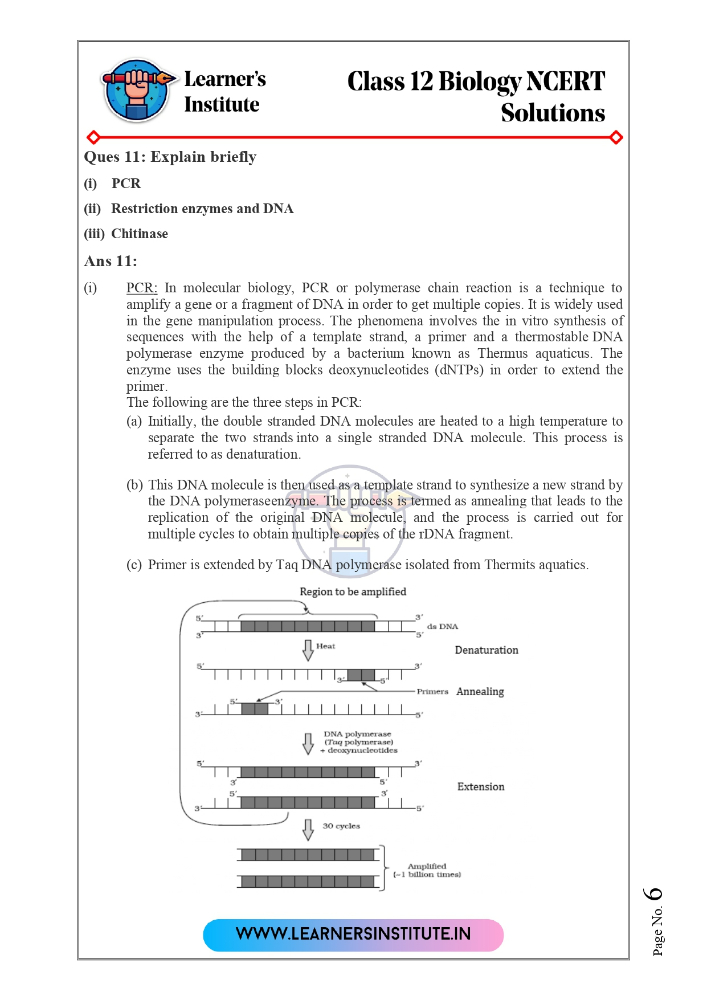 Learner's
Institute
Class 12 Biology NCERT
Solutions
Ques 11: Explain briefly
(i) PCR
(ii) Restriction enzymes and DNA
(iii) Chitinase
Ans 11:
(i) PCR: In molecular biology, PCR or polymerase chain reaction is a technique to
amplify a gene or a fragment of DNA in order to get multiple copies. It is widely used
in the gene manipulation process. The phenomena involves the in vitro synthesis of
sequences with the help of a template strand, a primer and a thermostable DNA
polymerase enzyme produced by a bacterium known as Thermus aquaticus. The
enzyme uses the building blocks deoxynucleotides (dNTPs) in order to extend the
primer.
The following are the three steps in PCR:
(a) Initially, the double stranded DNA molecules are heated to a high temperature to
separate the two strands into a single stranded DNA molecule. This process is
referred to as denaturation.
(b) This DNA molecule is then used as a template strand to synthesize a new strand by
the DNA polymeraseenzyme. The process is termed as annealing that leads to the
replication of the original DNA molecule, and the process is carried out for
multiple cycles to obtain multiple copies of the rDNA fragment.
(c) Primer is extended by Taq DNA polymerase isolated from Thermits aquatics.
Region to be amplified
5′ 3′
ds DNA
3′ 5′
Heat
Denaturation
5′ 3′
3′ 5′
Primera Annealing
5′ 3′
3′ 5′
DNA polymerase
(Taq polymerase)
+ deoxynucleotides
5′ 3′
3′ 5′
Extension
5′ 3′
3′ 5′
30 cycles
Amplified
(~1 billion times)
WWW.LEARNERSINSTITUTE.IN
Page No. 6